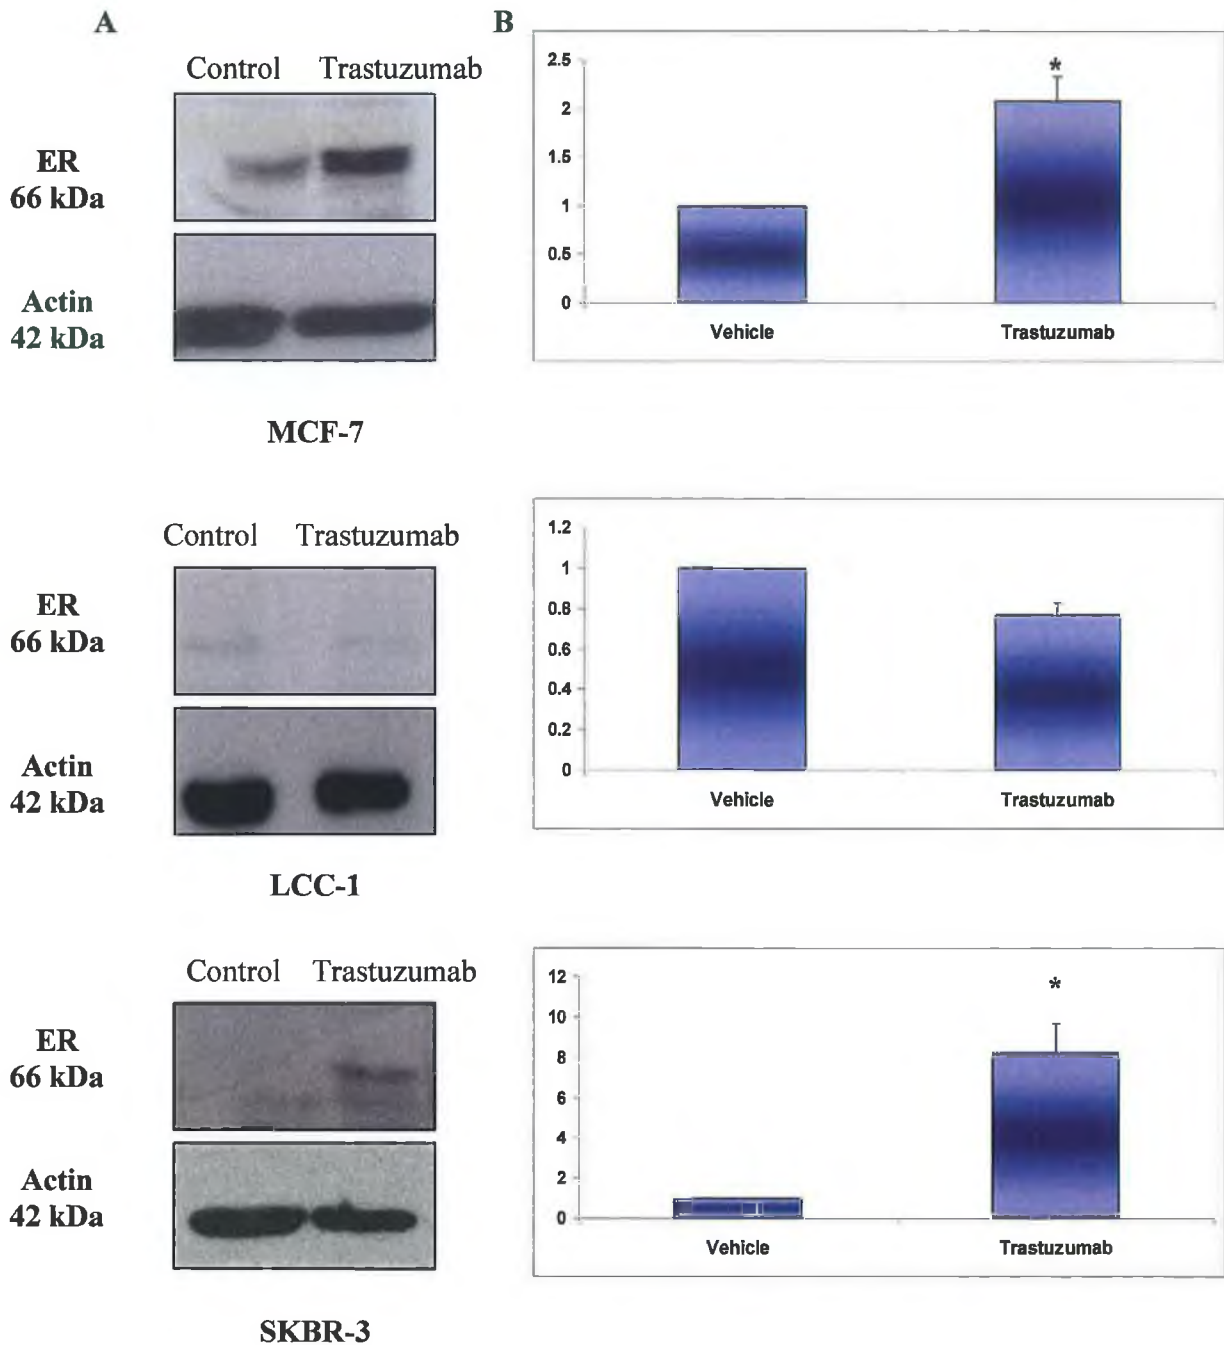 A
B
Control Trastuzumab
ER
66 kDa
Actin
42 kDa
MCF-7
2.5
2
1.5
1
0.5
0
*
Vehicle Trastuzumab
Control Trastuzumab
ER
66 kDa
Actin
42 kDa
LCC-1
1.2
1
0.8
0.6
0.4
0.2
0
Vehicle Trastuzumab
Control Trastuzumab
ER
66 kDa
Actin
42 kDa
SKBR-3
12
10
8
6
4
2
0
*
Vehicle Trastuzumab